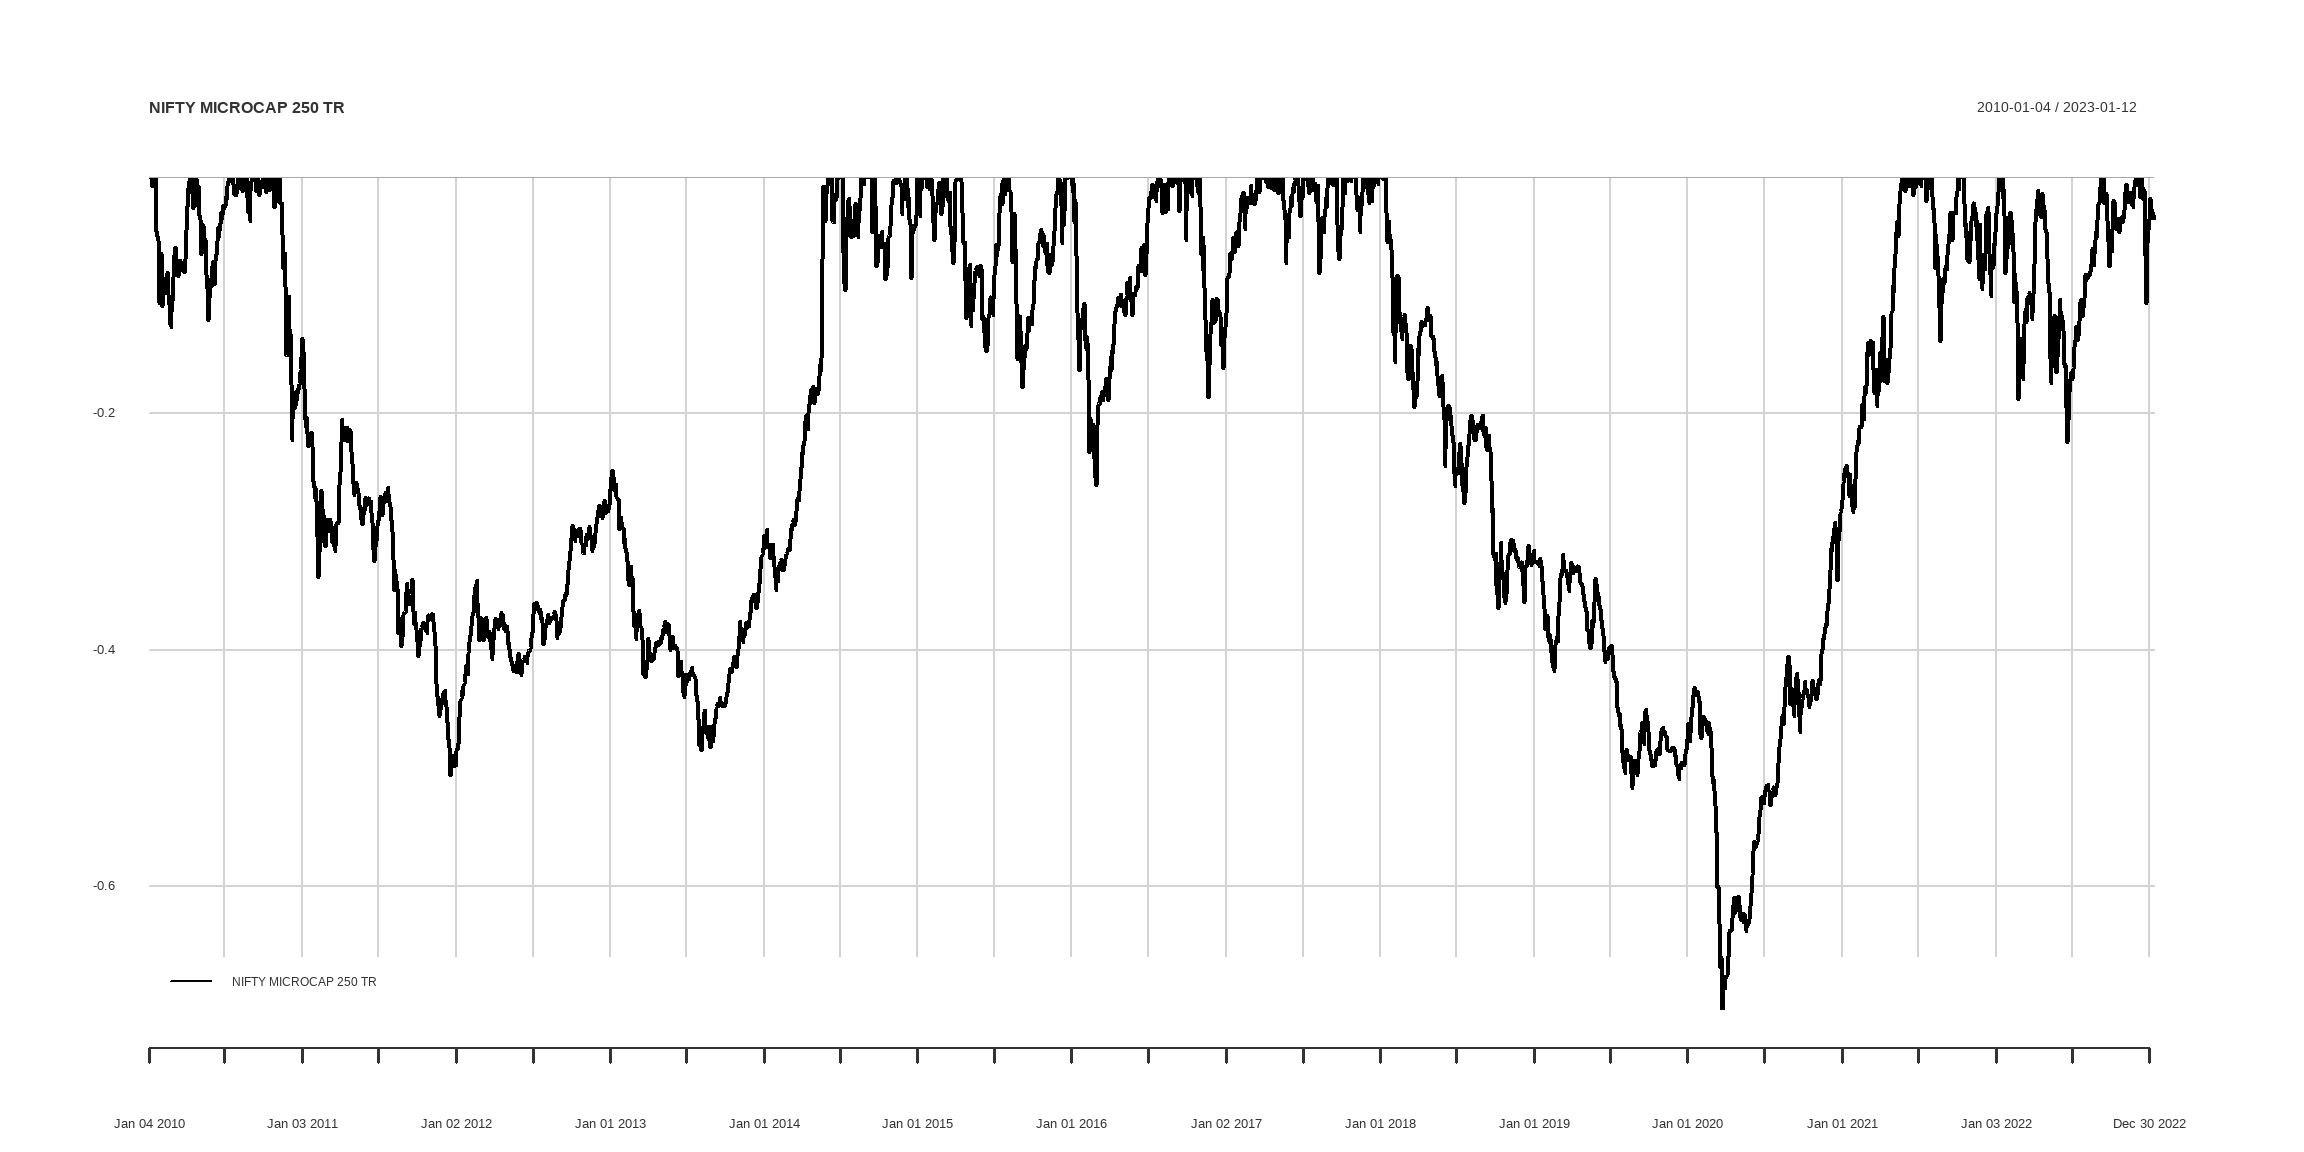 NIFTY MICROCAP 250 TR
2010-01-04 / 2023-01-12
-0.2
-0.4
-0.6
NIFTY MICROCAP 250 TR
Jan 04 2010
Jan 03 2011
Jan 02 2012
Jan 01 2013
Jan 01 2014
Jan 01 2015
Jan 01 2016
Jan 02 2017
Jan 01 2018
Jan 01 2019
Jan 01 2020
Jan 01 2021
Jan 03 2022
Dec 30 2022